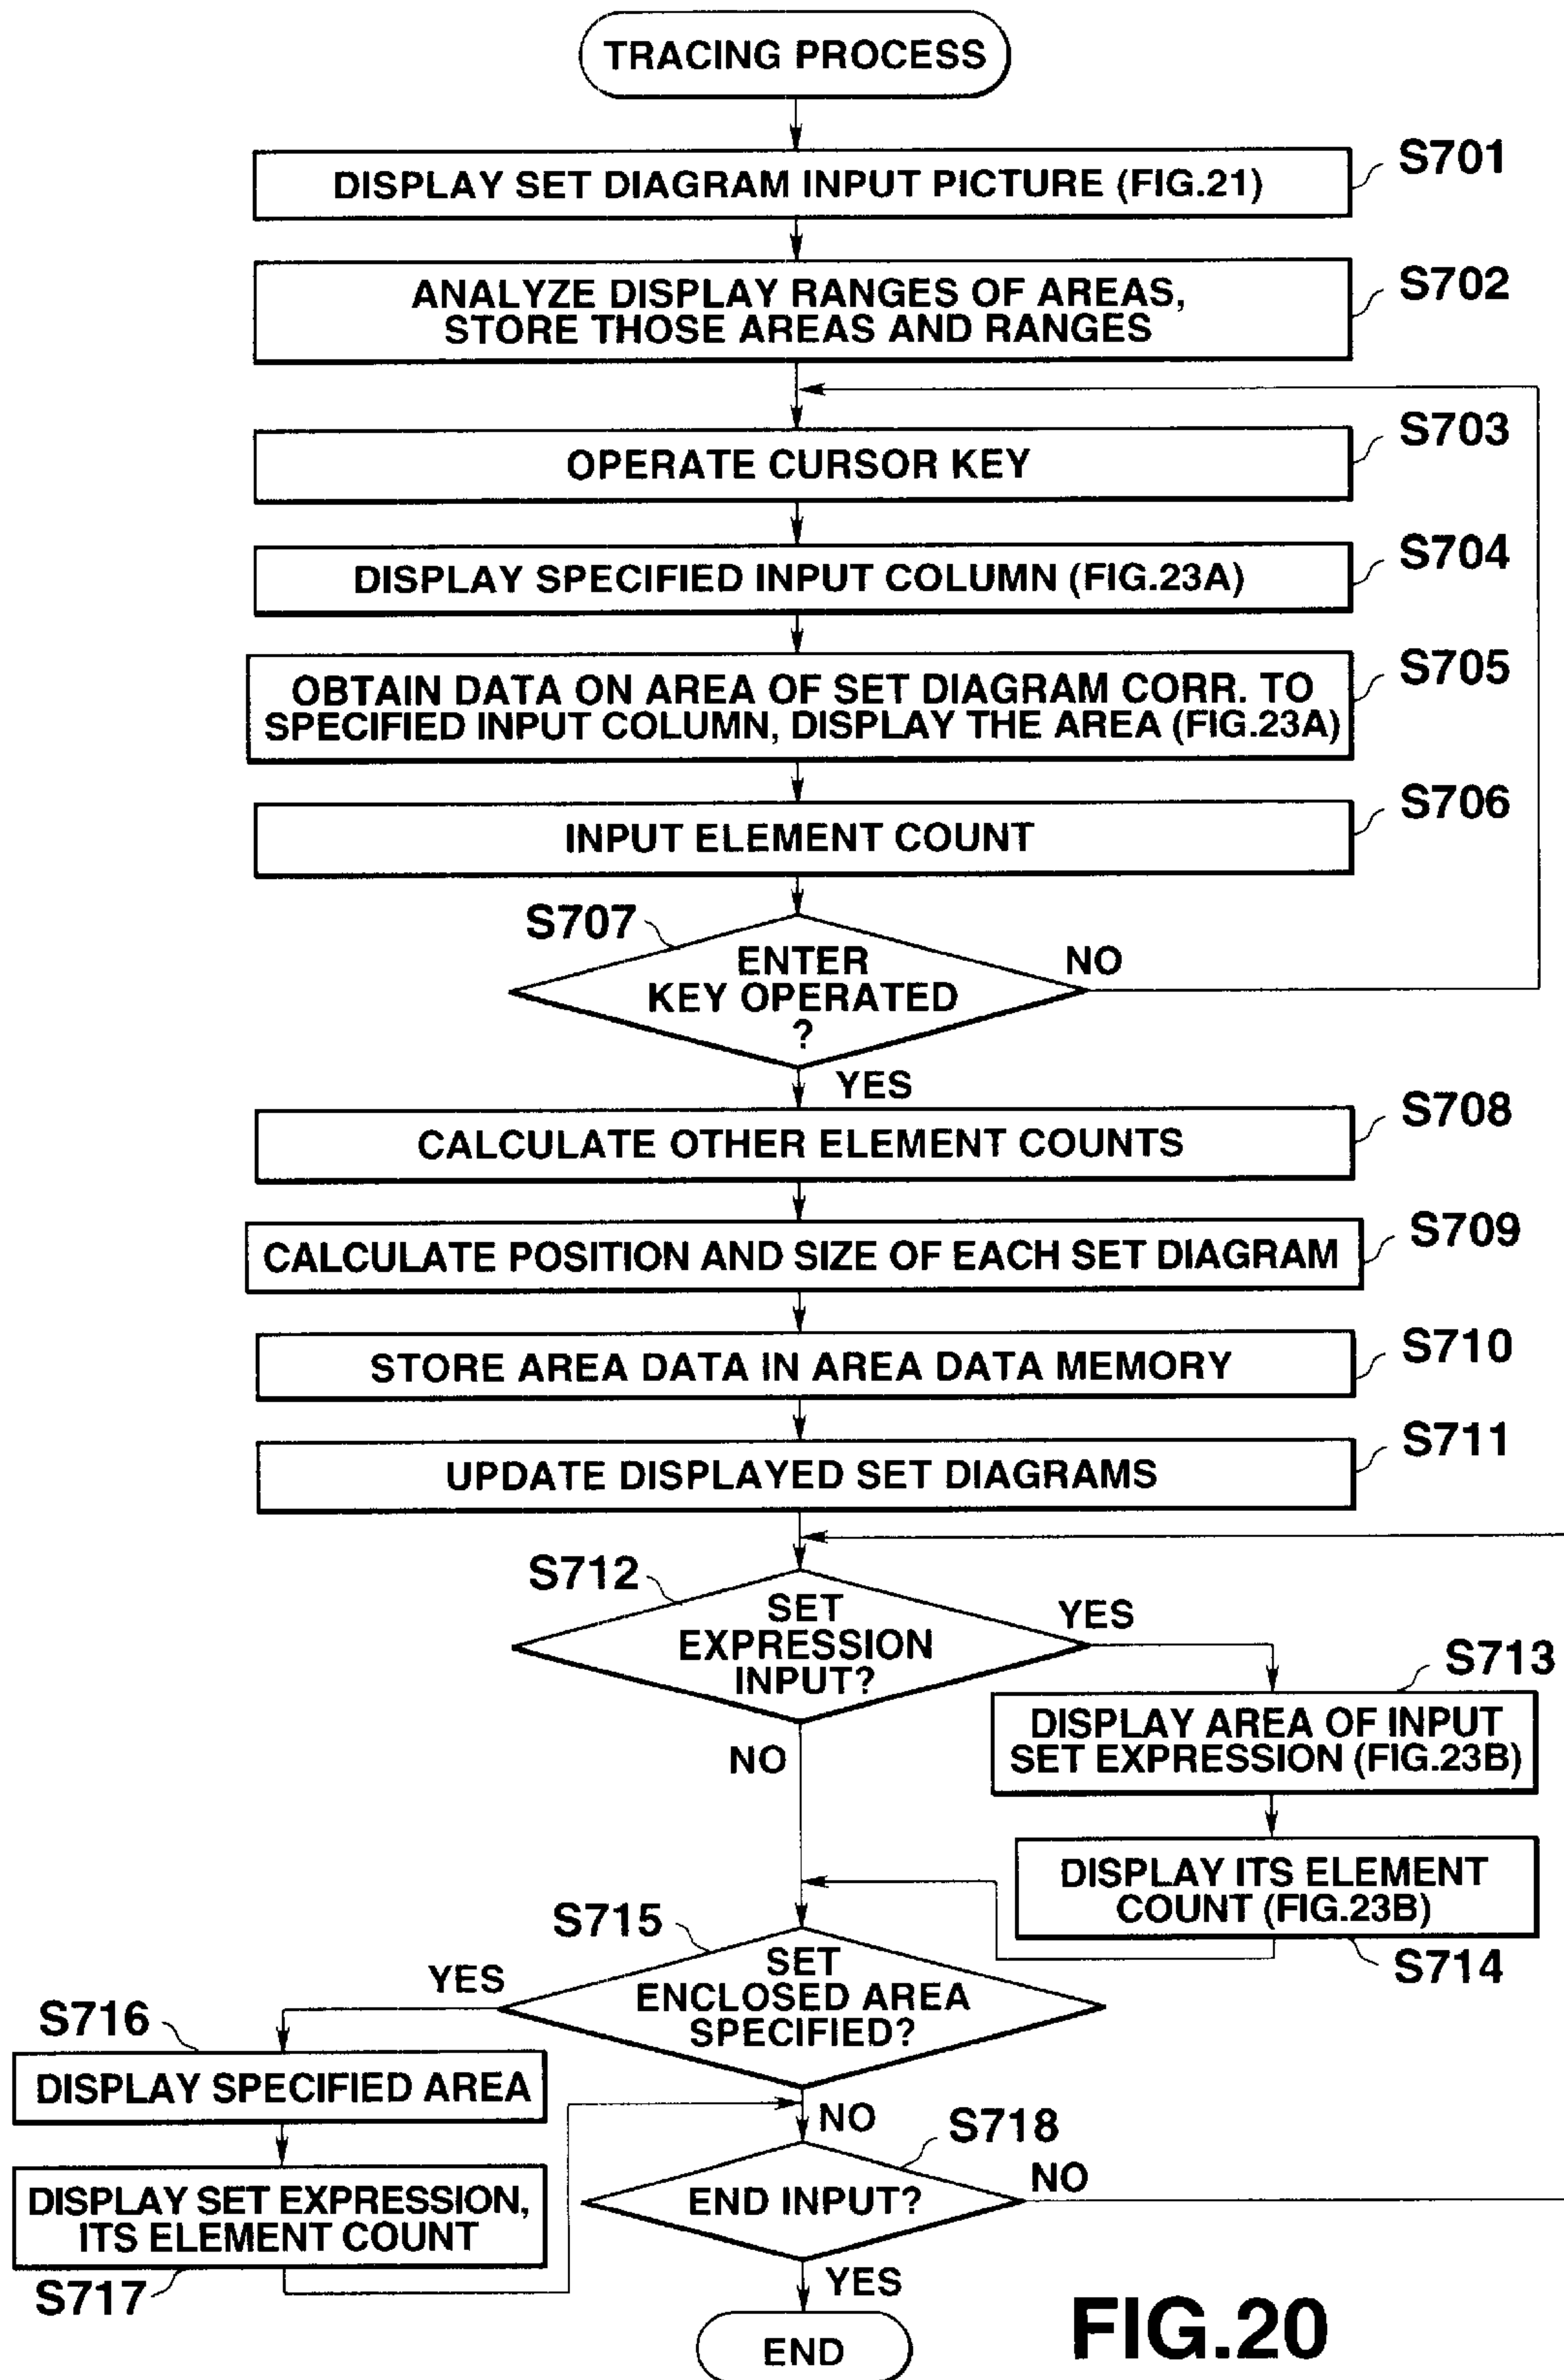 TRACING PROCESS
S701
DISPLAY SET DIAGRAM INPUT PICTURE (FIG.21)
S702
ANALYZE DISPLAY RANGES OF AREAS,
STORE THOSE AREAS AND RANGES
S703
OPERATE CURSOR KEY
S704
DISPLAY SPECIFIED INPUT COLUMN (FIG.23A)
S705
OBTAIN DATA ON AREA OF SET DIAGRAM CORR. TO
SPECIFIED INPUT COLUMN, DISPLAY THE AREA (FIG.23A)
S706
INPUT ELEMENT COUNT
S707
ENTER
KEY OPERATED
?
NO
YES
S708
CALCULATE OTHER ELEMENT COUNTS
S709
CALCULATE POSITION AND SIZE OF EACH SET DIAGRAM
S710
STORE AREA DATA IN AREA DATA MEMORY
S711
UPDATE DISPLAYED SET DIAGRAMS
S712
SET
EXPRESSION
INPUT?
YES
NO
S713
DISPLAY AREA OF INPUT
SET EXPRESSION (FIG.23B)
DISPLAY ITS ELEMENT
COUNT (FIG.23B)
S714
S715
SET
ENCLOSED AREA
SPECIFIED?
YES
NO
S716
DISPLAY SPECIFIED AREA
DISPLAY SET EXPRESSION,
ITS ELEMENT COUNT
S717
S718
END INPUT?
NO
YES
END
FIG.20